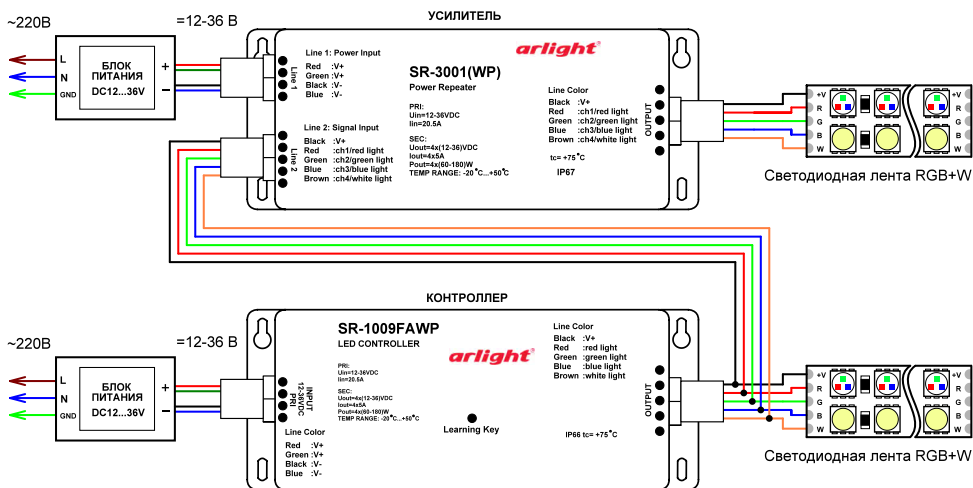 УСИЛИТЕЛЬ
~220В
=12-36 В
L
N
GND
БЛОК
ПИТАНИЯ
DC12...36V
+
−
Line 1: Power Input
Red :V+
Green :V+
Black :V-
Blue :V-
Line 1
Line 2: Signal Input
Black :V+
Red :ch1/red light
Green :ch2/green light
Blue :ch3/blue light
Brown :ch4/white light
Line 2
arlight®
SR-3001(WP)
Power Repeater
PRI:
Uin=12-36VDC
Iin=20.5A
SEC:
Uout=4x(12-36)VDC
Iout=4x5A
Pout=4x(60-180)W
TEMP RANGE: -20°C...+50°C
Line Color
Black :V+
Red :ch1/red light
Green :ch2/green light
Blue :ch3/blue light
Brown :ch4/white light
tc= +75°C
IP67
OUTPUT
+V
R
G
B
W
Светодиодная лента RGB+W
КОНТРОЛЛЕР
~220В
=12-36 В
L
N
GND
БЛОК
ПИТАНИЯ
DC12...36V
+
−
INPUT
12-36VDC
PRI
Line Color
Red :V+
Green :V+
Black :V-
Blue :V-
SR-1009FAWP
LED CONTROLLER
arlight®
PRI:
Uin=12-36VDC
Iin=20.5A
SEC:
Uout=4x(12-36)VDC
Iout=4x5A
Pout=4x(60-180)W
TEMP RANGE: -20°C...+50°C
Learning Key
Line Color
Black :V+
Red :red light
Green :green light
Blue :blue light
Brown :white light
IP66 tc= +75°C
OUTPUT
+V
R
G
B
W
Светодиодная лента RGB+W